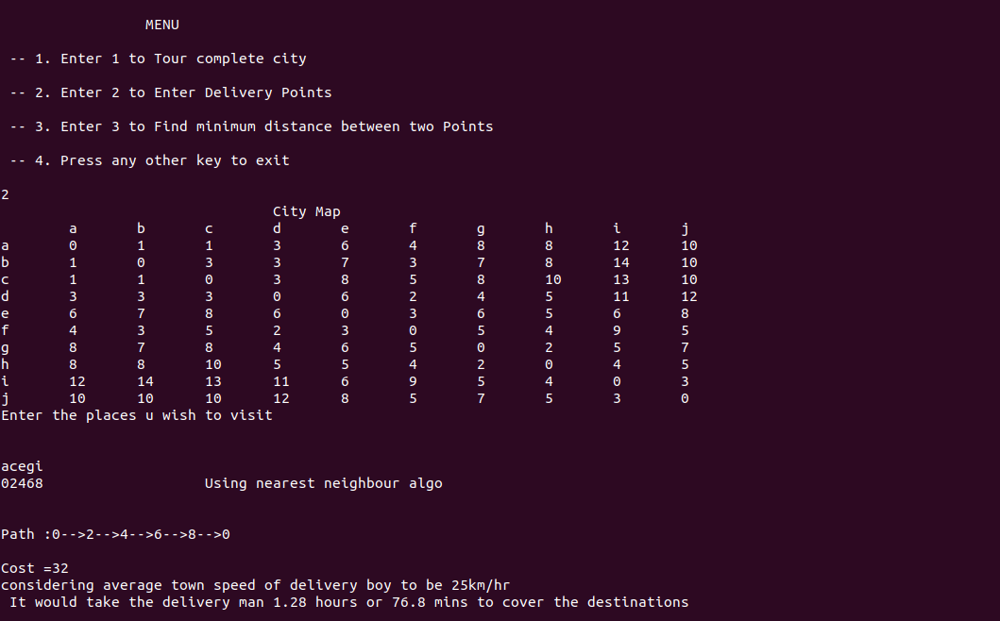 MENU
-- 1. Enter 1 to Tour complete city
-- 2. Enter 2 to Enter Delivery Points
-- 3. Enter 3 to Find minimum distance between two Points
-- 4. Press any other key to exit
2
City Map
a b c d e f g h i j
a 0 1 1 3 6 4 8 8 12 10
b 1 0 3 3 7 3 7 8 14 10
c 1 1 0 3 8 5 8 10 13 10
d 3 3 3 0 6 2 4 5 11 12
e 6 7 8 6 0 3 6 5 6 8
f 4 3 5 2 3 0 5 4 9 5
g 8 7 8 4 6 5 0 2 5 7
h 8 8 10 5 5 4 2 0 4 5
i 12 14 13 11 6 9 5 4 0 3
j 10 10 10 12 8 5 7 5 3 0
Enter the places u wish to visit
acegi
02468 Using nearest neighbour algo
Path :0-->2-->4-->6-->8-->0
Cost =32
considering average town speed of delivery boy to be 25km/hr
It would take the delivery man 1.28 hours or 76.8 mins to cover the destinations